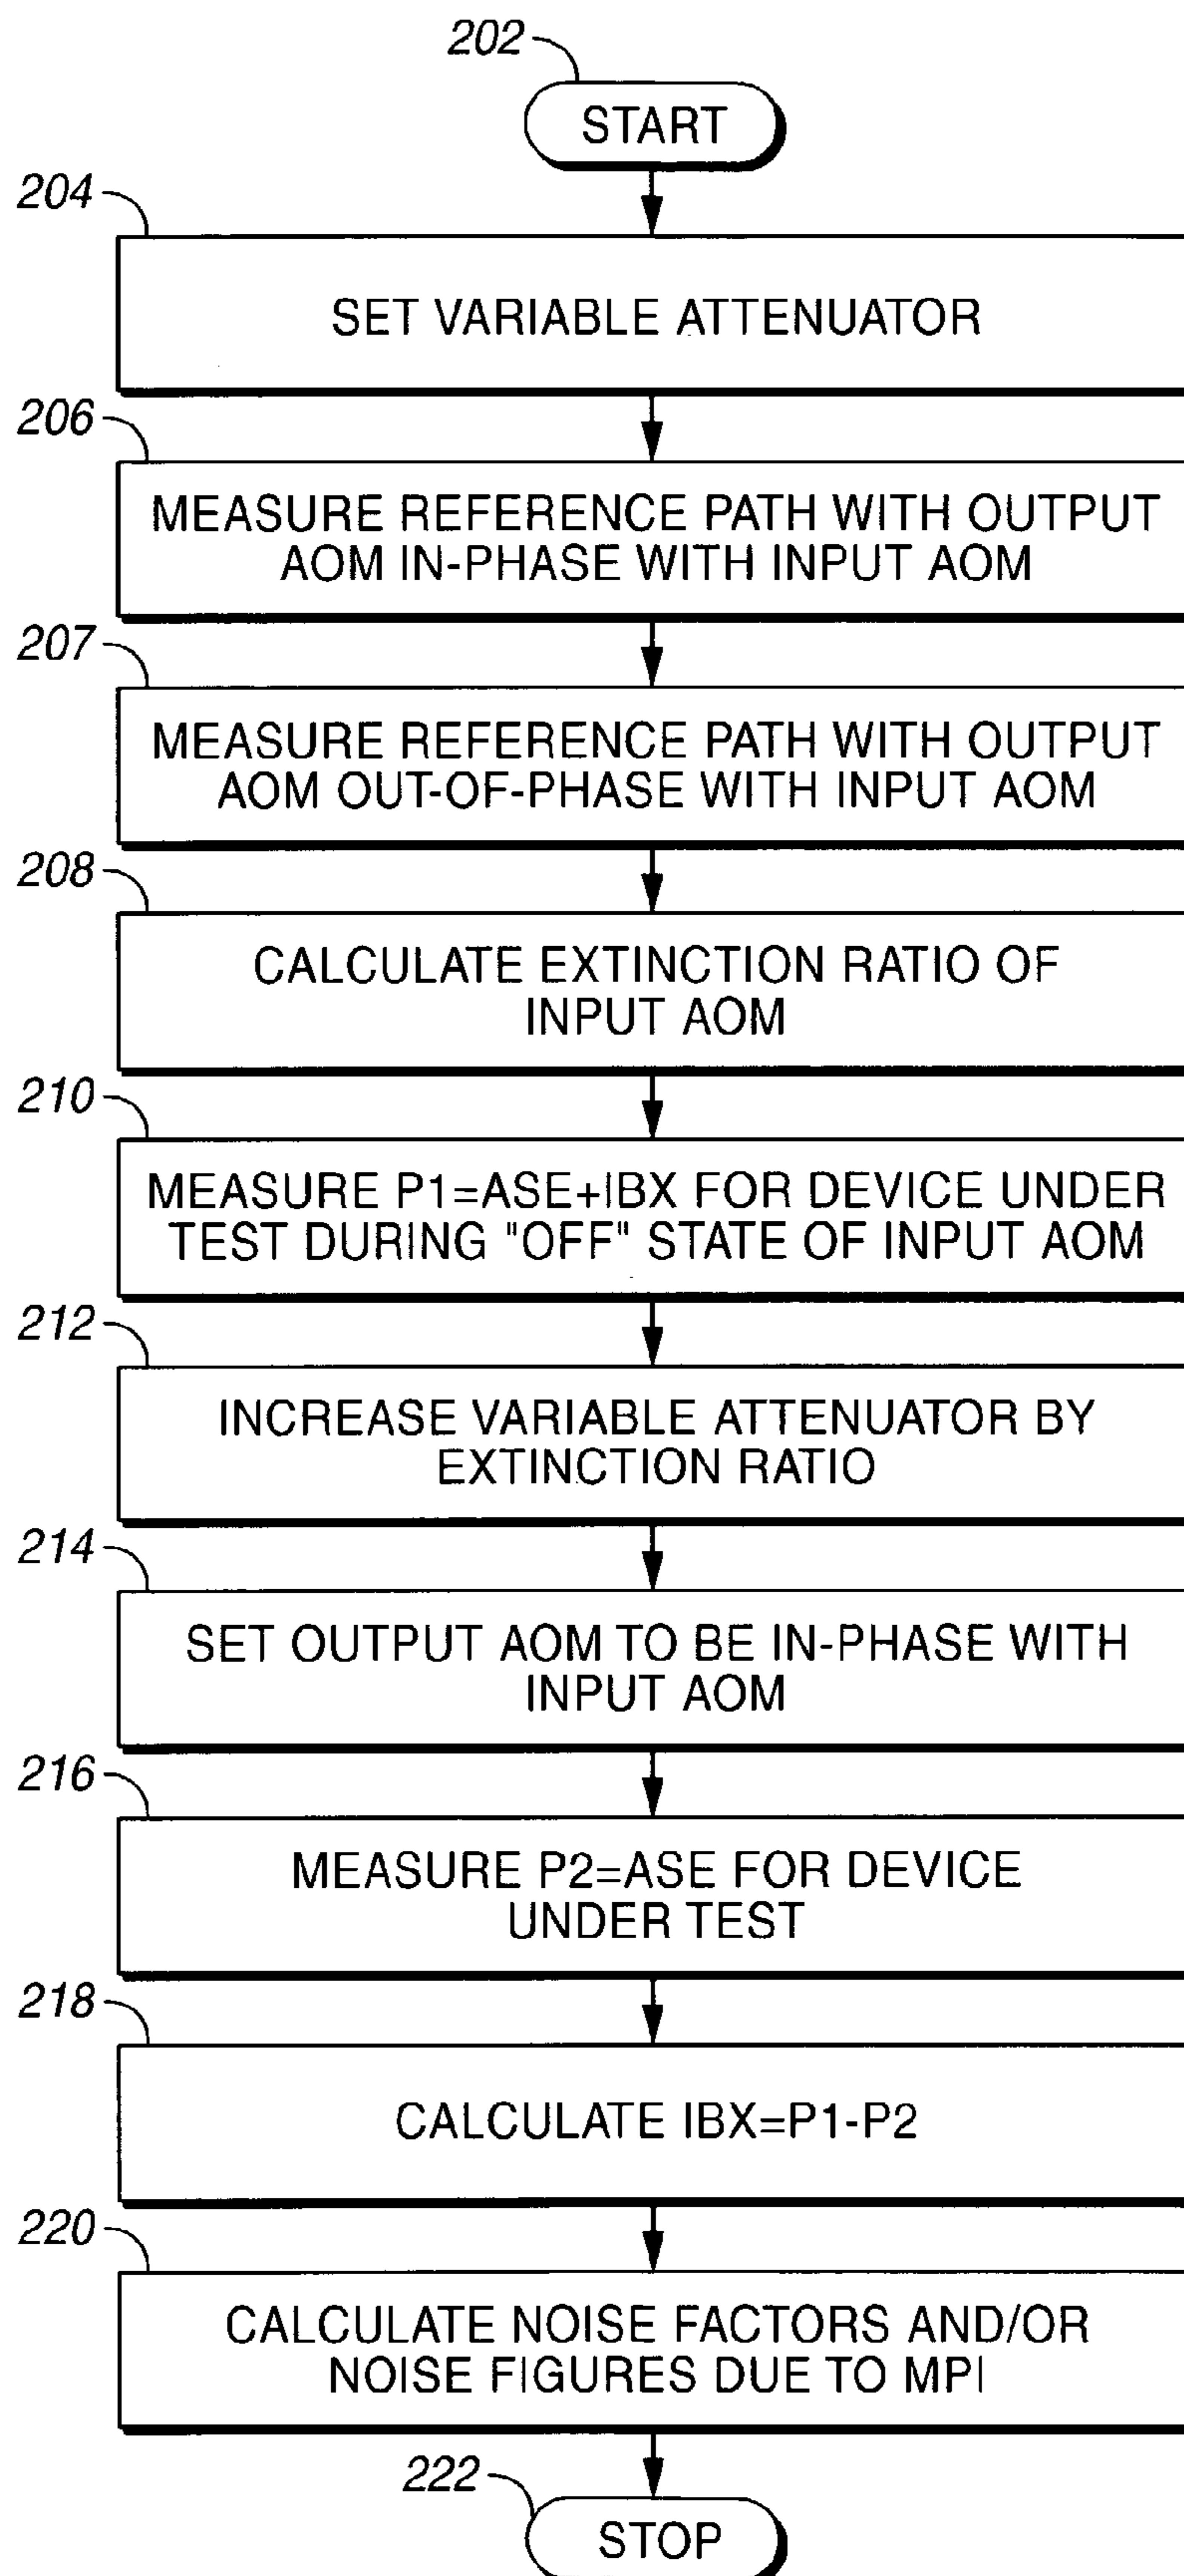 202
START
204
SET VARIABLE ATTENUATOR
206
MEASURE REFERENCE PATH WITH OUTPUT
AOM IN-PHASE WITH INPUT AOM
207
MEASURE REFERENCE PATH WITH OUTPUT
AOM OUT-OF-PHASE WITH INPUT AOM
208
CALCULATE EXTINCTION RATIO OF
INPUT AOM
210
MEASURE P1=ASE+IBX FOR DEVICE UNDER
TEST DURING "OFF" STATE OF INPUT AOM
212
INCREASE VARIABLE ATTENUATOR BY
EXTINCTION RATIO
214
SET OUTPUT AOM TO BE IN-PHASE WITH
INPUT AOM
216
MEASURE P2=ASE FOR DEVICE
UNDER TEST
218
CALCULATE IBX=P1-P2
220
CALCULATE NOISE FACTORS AND/OR
NOISE FIGURES DUE TO MPI
222
STOP